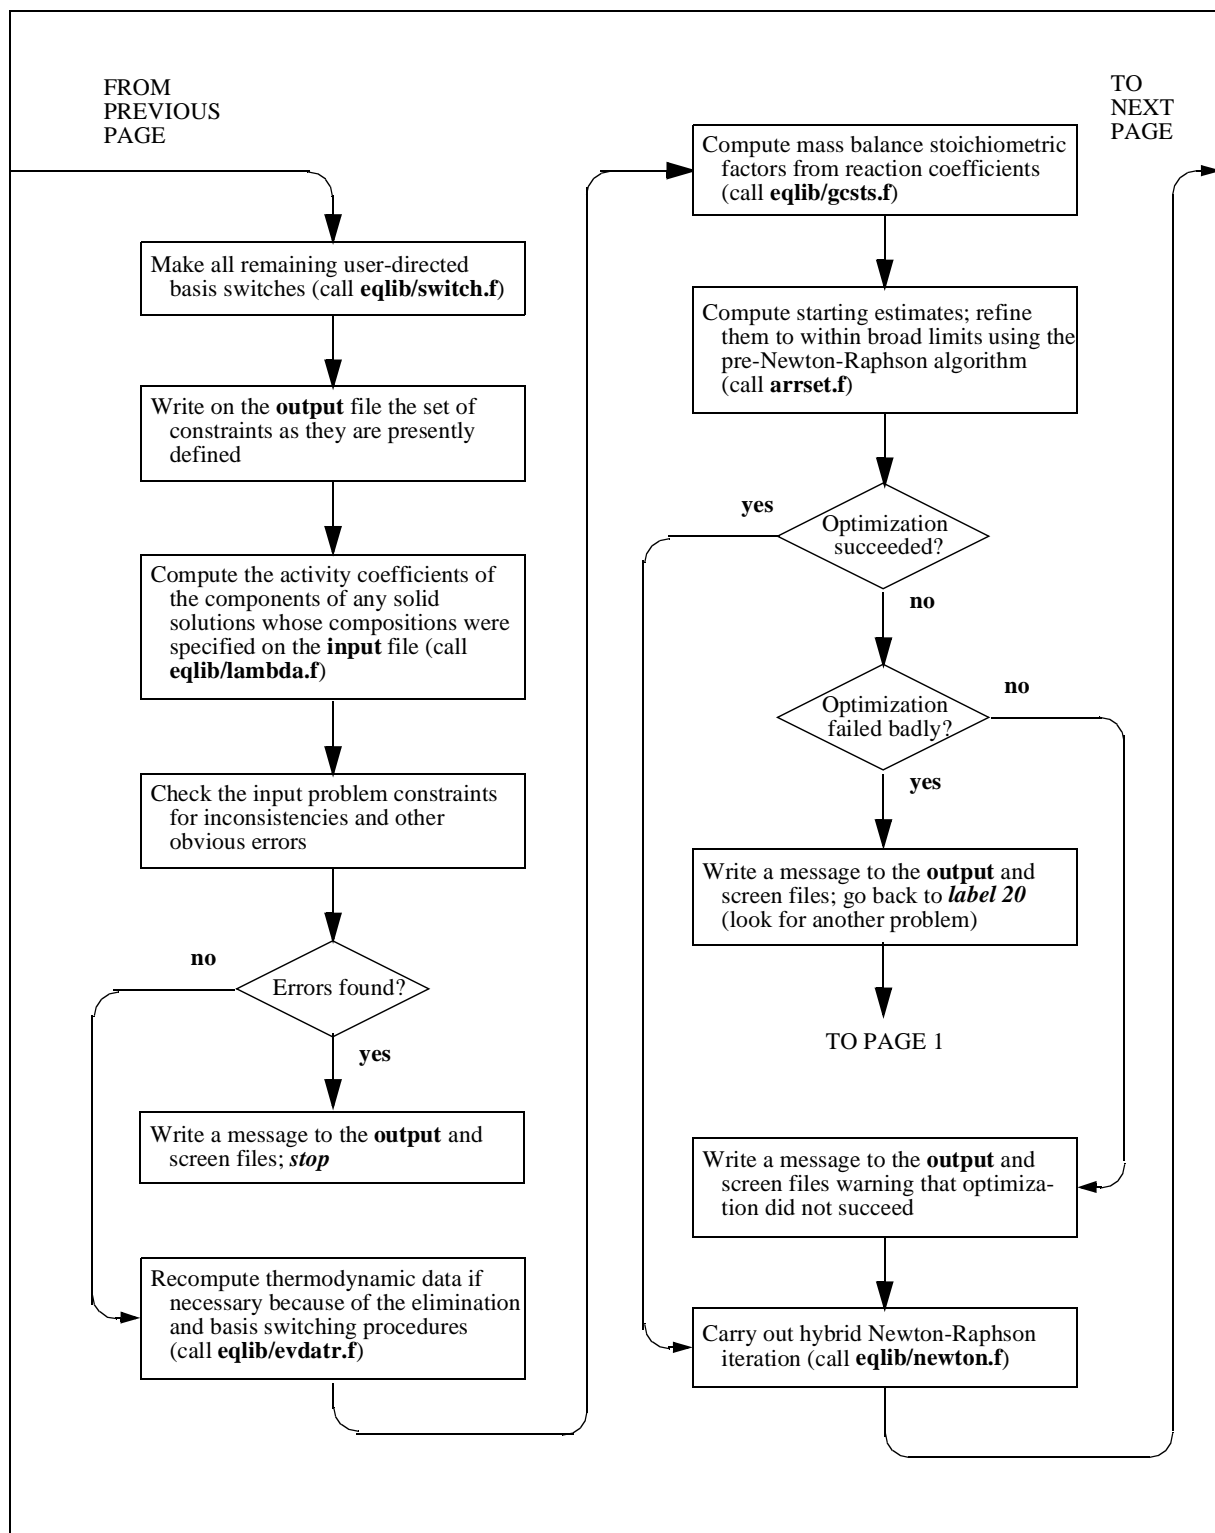 FROM
PREVIOUS
PAGE
Make all remaining user-directed
basis switches (call eqlib/switch.f)
Write on the output file the set of
constraints as they are presently
defined
Compute the activity coefficients of
the components of any solid
solutions whose compositions were
specified on the input file (call
eqlib/lambda.f)
Check the input problem constraints
for inconsistencies and other
obvious errors
no
Errors found?
yes
Write a message to the output and
screen files; stop
Recompute thermodynamic data if
necessary because of the elimination
and basis switching procedures
(call eqlib/evdatr.f)
Compute mass balance stoichiometric
factors from reaction coefficients
(call eqlib/gcsts.f)
Compute starting estimates; refine
them to within broad limits using the
pre-Newton-Raphson algorithm
(call arrset.f)
yes
Optimization
succeeded?
no
Optimization
failed badly?
no
yes
Write a message to the output and
screen files; go back to label 20
(look for another problem)
TO PAGE 1
Write a message to the output and
screen files warning that optimiza-
tion did not succeed
Carry out hybrid Newton-Raphson
iteration (call eqlib/newton.f)
TO
NEXT
PAGE